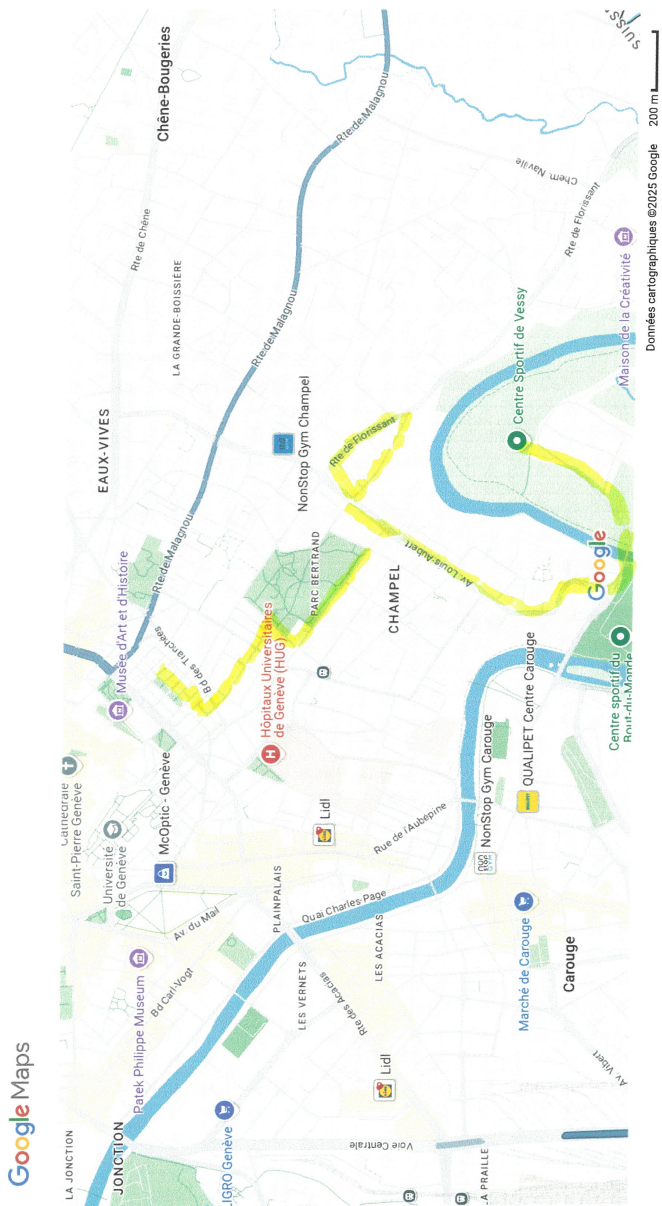 Google Maps
LA JONCTION
JONCTION
Patek Philippe Museum
Bd Carl-Vogt
Av du Mail
Université
de Genève
Saint-Pierre Genève
McOptic - Genève
Musée d'Art et d'Histoire
EAUX-VIVES
Rte de Chêne
Chêne-Bougeries
LA GRANDE-BOISSIÈRE
Rte de Malagnou
Rte de Malagnou
Rte de Malagnou
Bd des Tranchées
Hôpitaux Universitaires
de Genève (HUG)
PARC BERTRAND
NonStop Gym Champel
Rte de Florissant
CHAMPEL
Av. Louis-Aubert
Centre Sportif de Vessy
Chem. Naville
Rte de Florissant
Maison de la Créativité
LIGRO Genève
PLAINPALAIS
Quai Charles-Page
LES VERNETS
Rte des Acacias
LES ACACIAS
Lidl
Lidl
Rue de l'Aubépine
NonStop Gym Carouge
QUALIPET Centre Carouge
Centre sportif du
Bout-du-Monde
Marché de Carouge
Carouge
Av. Vibert
Voie Centrale
LA PRAILLE
Google
Données cartographiques ©2025 Google
200 m